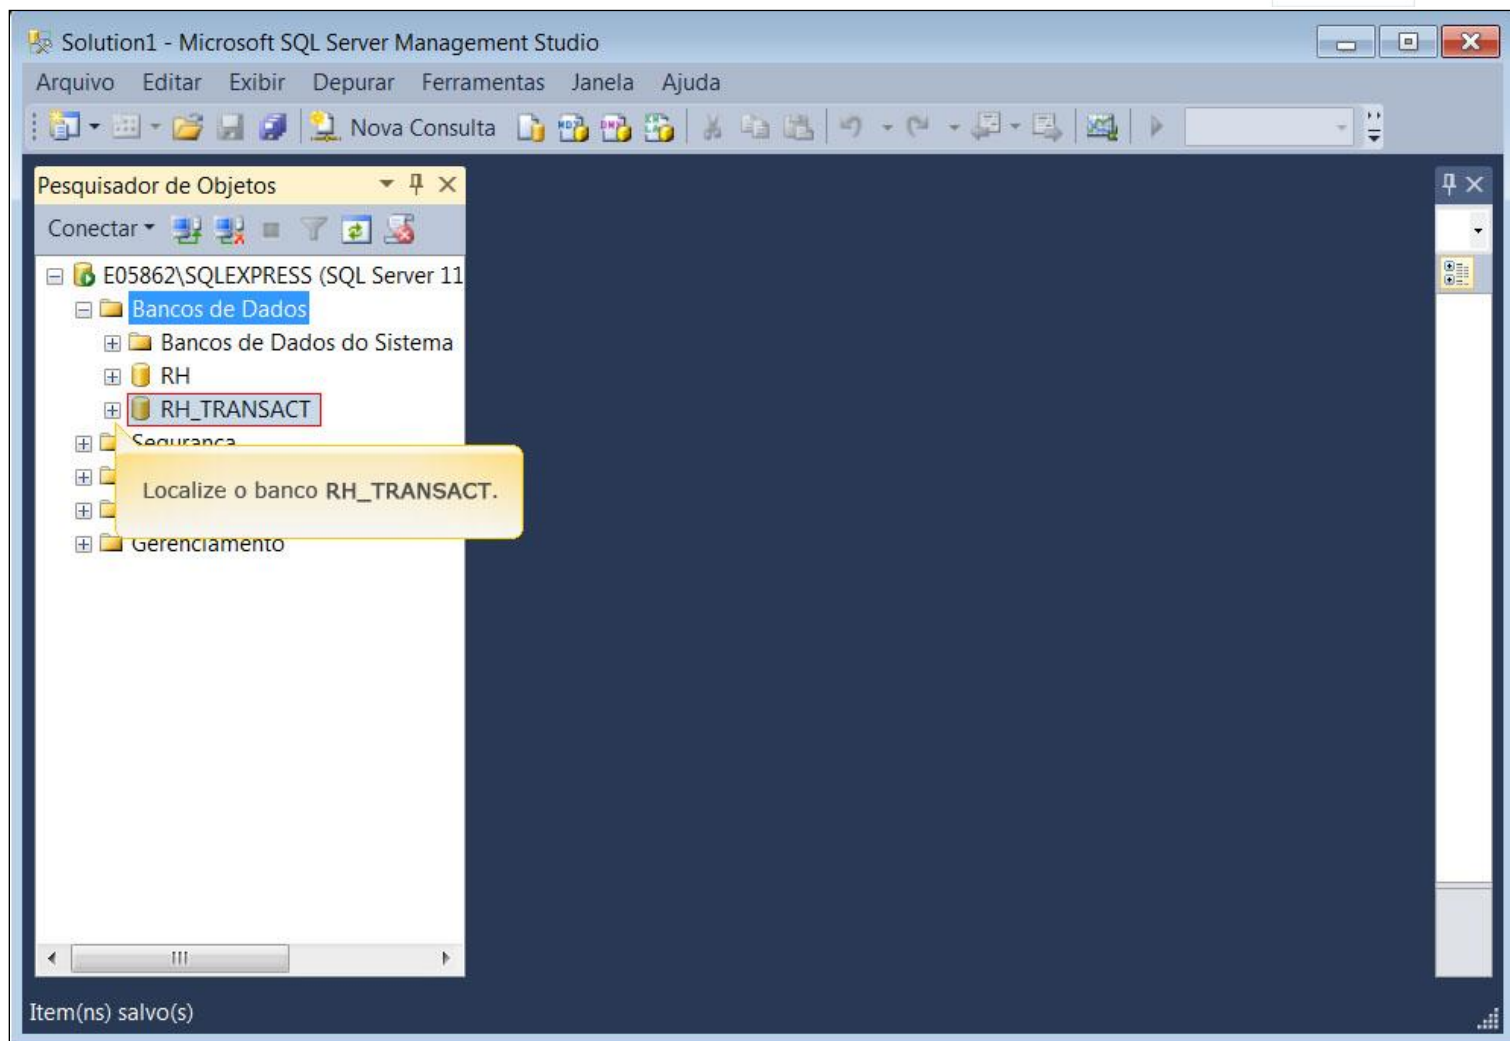 Solution1 - Microsoft SQL Server Management Studio
Arquivo Editar Exibir Depurar Ferramentas Janela Ajuda
Nova Consulta
Pesquisador de Objetos
Conectar
E05862\SQLEXPRESS (SQL Server 11
Bancos de Dados
Bancos de Dados do Sistema
RH
RH_TRANSACT
Segurança
Localize o banco RH_TRANSACT.
Gerenciamento
Item(ns) salvo(s)